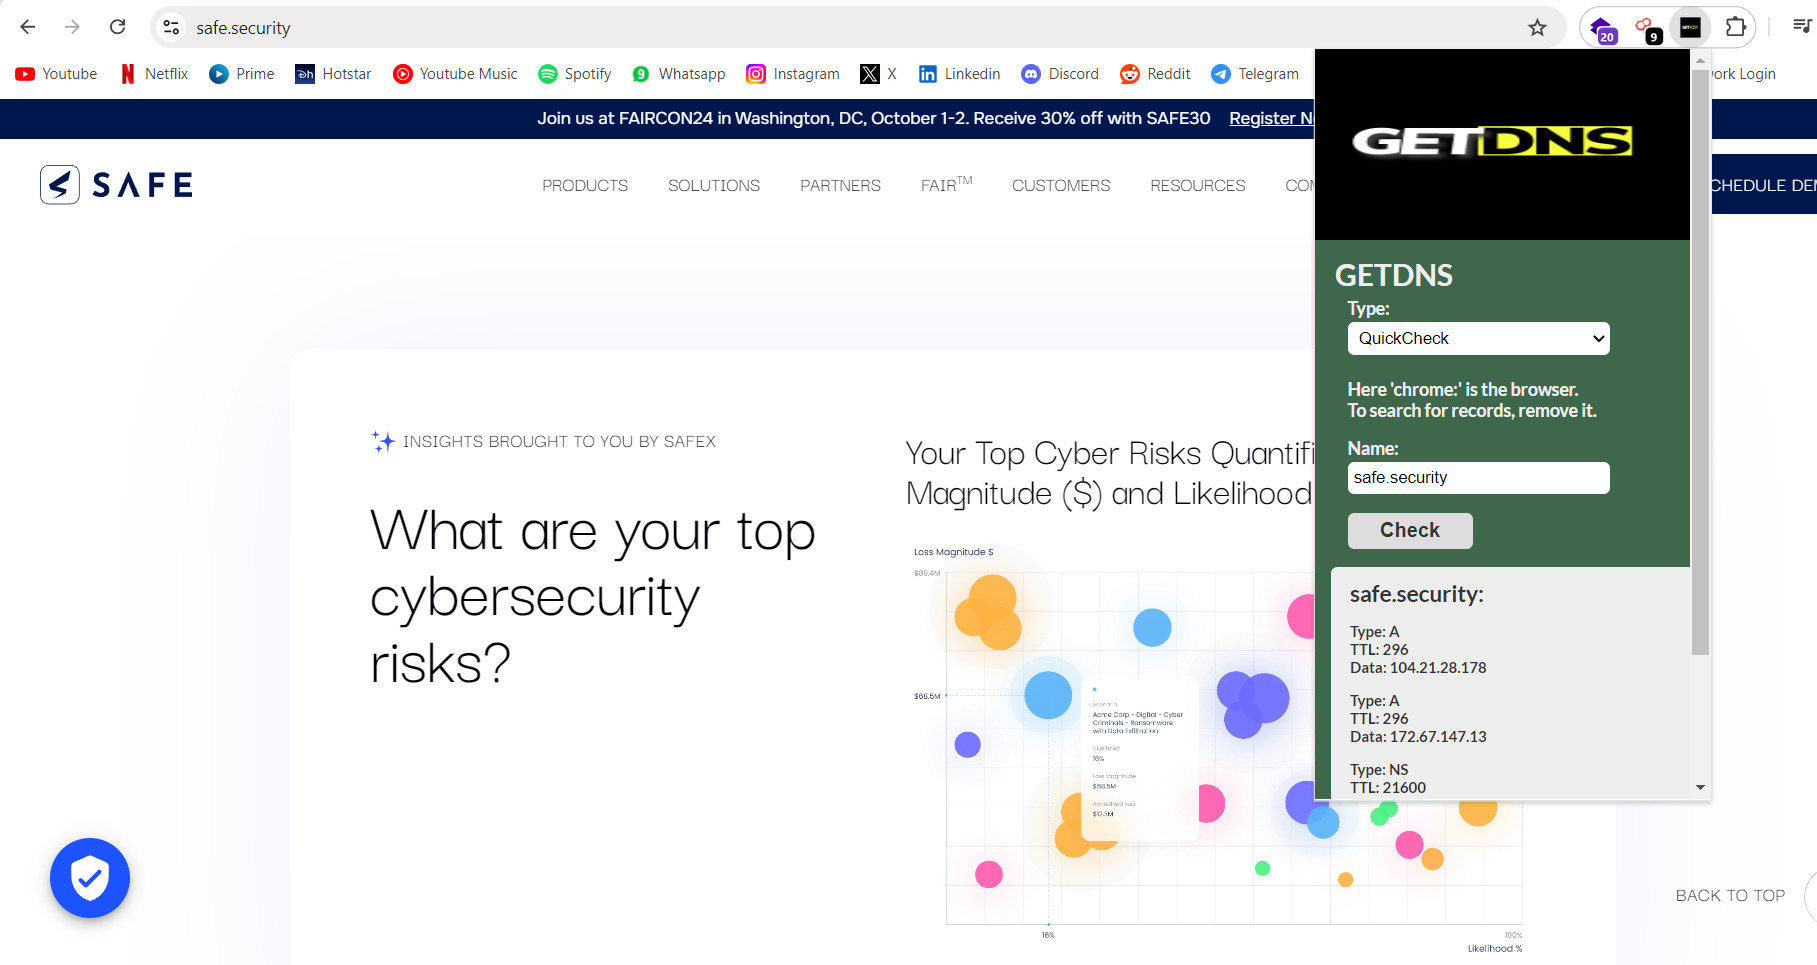 safe.security
20
9
Youtube
Netflix
Prime
Hotstar
Youtube Music
Spotify
Whatsapp
Instagram
X
Linkedin
Discord
Reddit
Telegram
ork Login
Join us at FAIRCON24 in Washington, DC, October 1-2. Receive 30% off with SAFE30 Register N
SAFE
PRODUCTS
SOLUTIONS
PARTNERS
FAIR™
CUSTOMERS
RESOURCES
CO
CHEDULE DE
INSIGHTS BROUGHT TO YOU BY SAFEX
What are your top
cybersecurity
risks?
Your Top Cyber Risks Quantifi
Magnitude ($) and Likelihood
Loss Magnitude $
$89.4M
$68.5M
Scenario
Acme Corp - Digital - Cyber
Criminals - Ransomware
with Data Exfiltration
Likelihood
16%
Loss Magnitude
$68.5M
Annualized loss
$12.3M
16%
100%
Likelihood %
GETDNS
GETDNS
Type:
QuickCheck
Here 'chrome:' is the browser.
To search for records, remove it.
Name:
safe.security
Check
safe.security:
Type: A
TTL: 296
Data: 104.21.28.178
Type: A
TTL: 296
Data: 172.67.147.13
Type: NS
TTL: 21600
BACK TO TOP